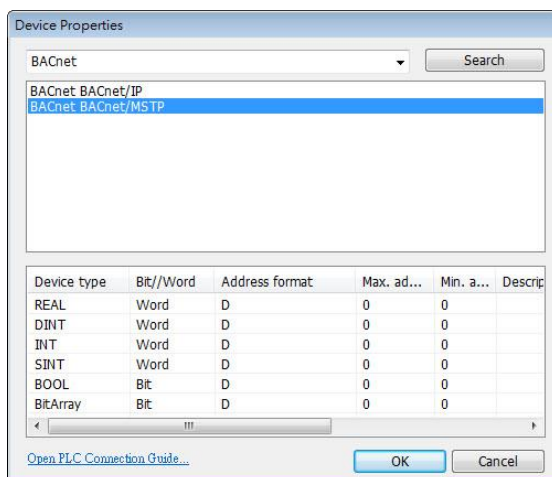 Device Properties
BACnet Search
BACnet BACnet/IP
BACnet BACnet/MSTP
Device type Bit//Word Address format Max. ad... Min. a... Descrip
REAL Word D 0 0
DINT Word D 0 0
INT Word D 0 0
SINT Word D 0 0
BOOL Bit D 0 0
BitArray Bit D 0 0
Open PLC Connection Guide... OK Cancel